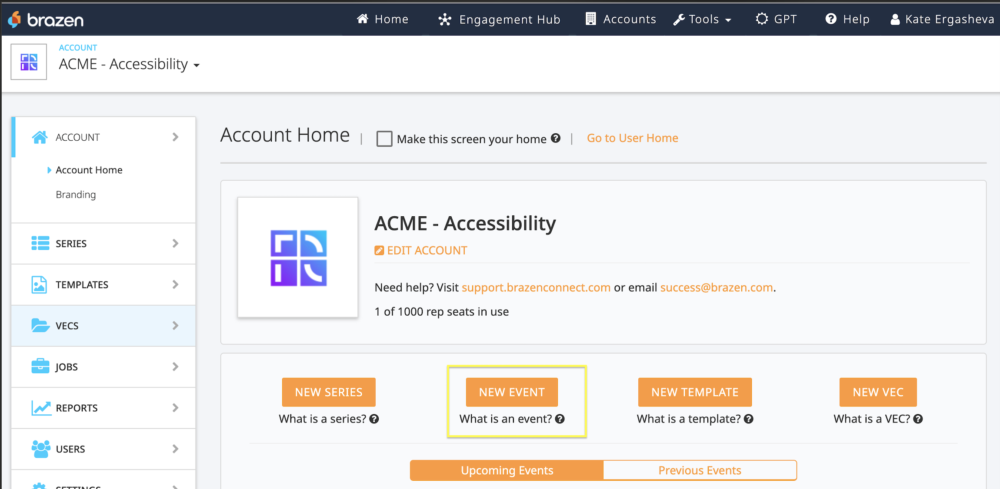 brazen
Home
Engagement Hub
Accounts
Tools
GPT
Help
Kate Ergasheva
ACCOUNT
ACME - Accessibility
ACCOUNT
Account Home
Branding
SERIES
TEMPLATES
VECS
JOBS
REPORTS
USERS
SETTINGS
Account Home | Make this screen your home | Go to User Home
ACME - Accessibility
EDIT ACCOUNT
Need help? Visit support.brazenconnect.com or email success@brazen.com.
1 of 1000 rep seats in use
NEW SERIES
What is a series?
NEW EVENT
What is an event?
NEW TEMPLATE
What is a template?
NEW VEC
What is a VEC?
Upcoming Events
Previous Events